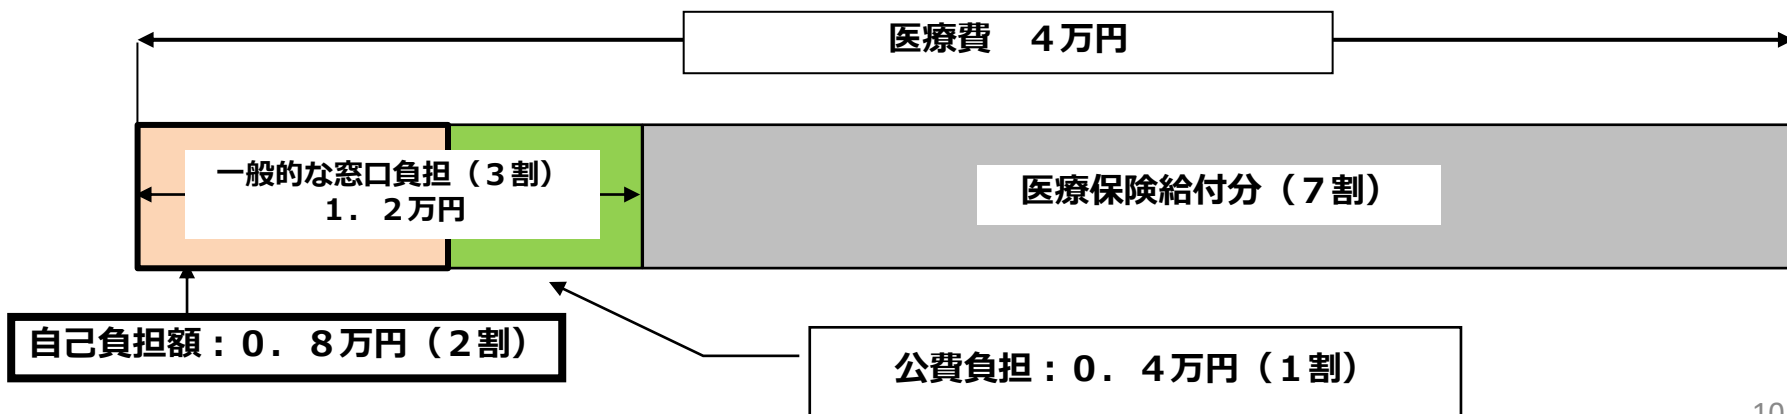 医療費　４万円
一般的な窓口負担（３割）
１．２万円
医療保険給付分（７割）
自己負担額：０．８万円（２割）
公費負担：０．４万円（１割）
10